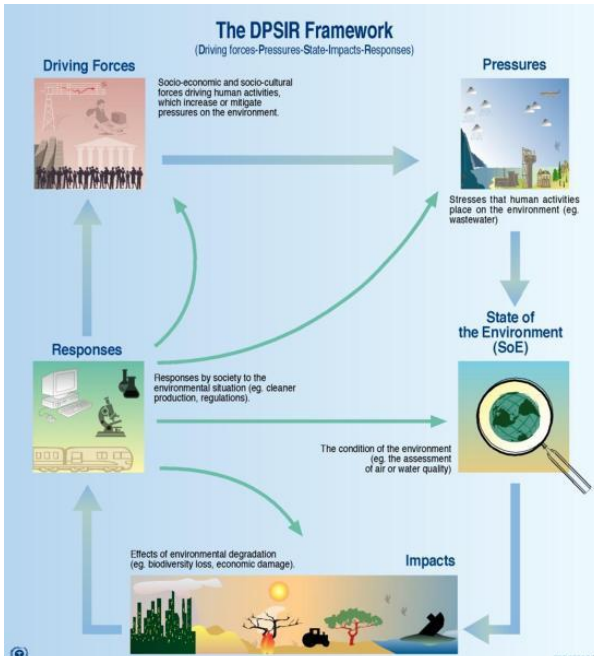 The DPSIR Framework
(Driving forces-Pressures-State-Impacts-Responses)
Driving Forces
Socio-economic and socio-cultural
forces driving human activities,
which increase or mitigate
pressures on the environment.
Pressures
Stresses that human activities
place on the environment (eg.
wastewater)
State of
the Environment
(SoE)
Responses
Responses by society to the
environmental situation (eg. cleaner
production, regulations).
The condition of the environment
(eg. the assessment
of air or water quality)
Effects of environmental degradation
(eg. biodiversity loss, economic damage).
Impacts